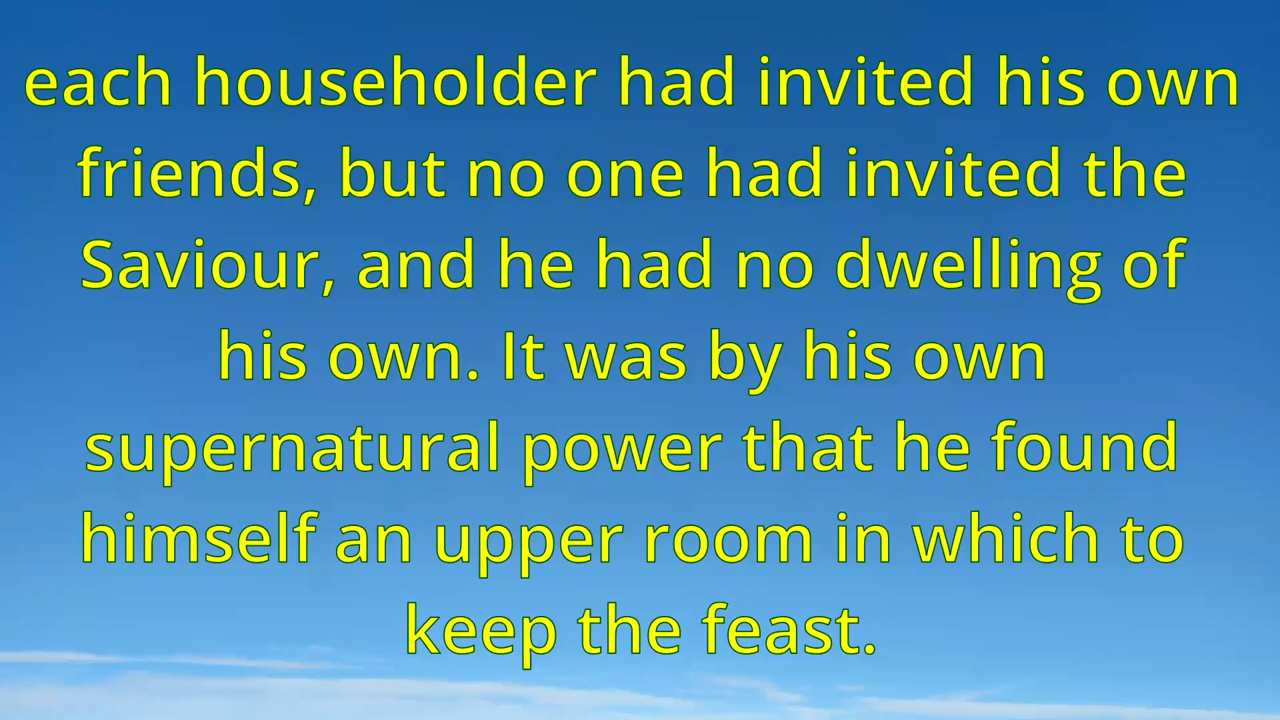 each householder had invited his own
friends, but no one had invited the
Saviour, and he had no dwelling of
his own. It was by his own
supernatural power that he found
himself an upper room in which to
keep the feast.